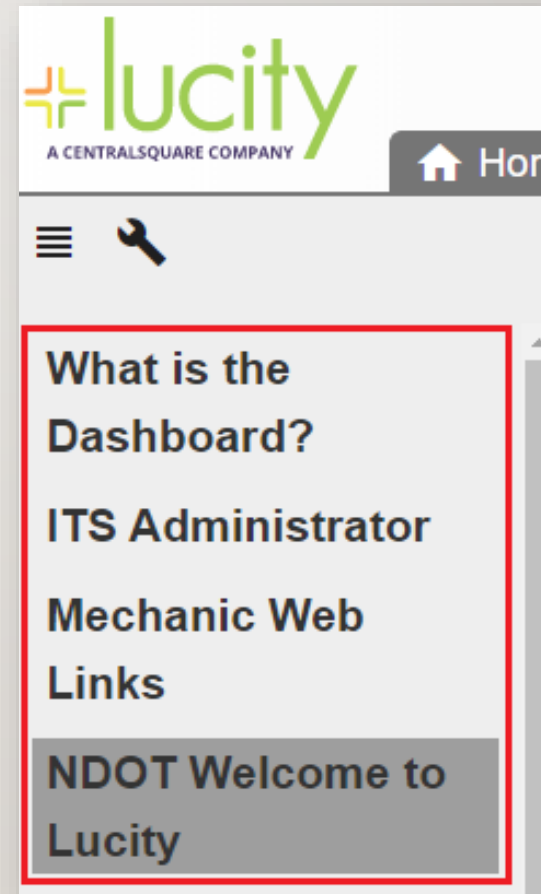 lucity
A CENTRALSQUARE COMPANY
Hor
What is the
Dashboard?
ITS Administrator
Mechanic Web
Links
NDOT Welcome to
Lucity